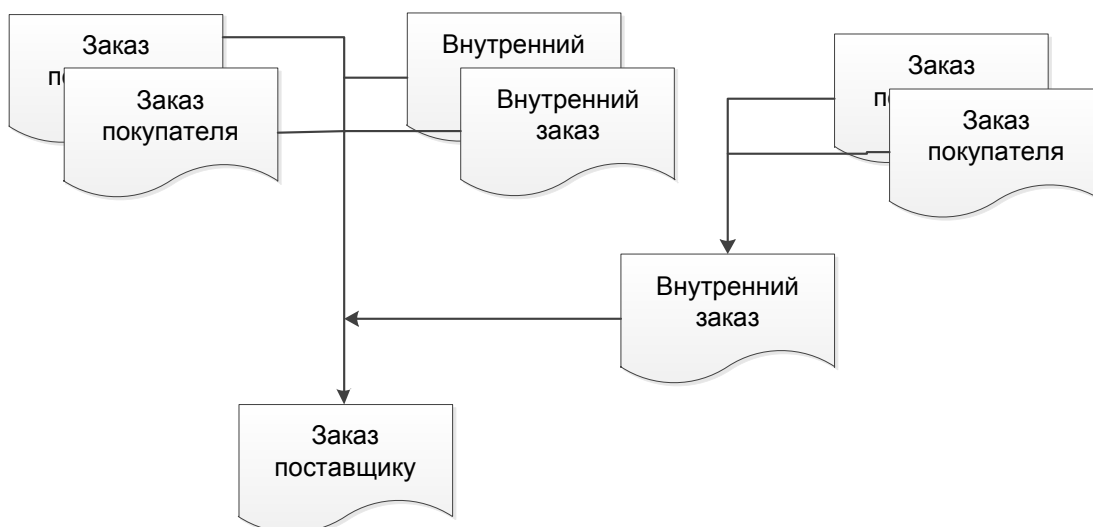 Заказ
Заказ
покупателя
Внутренний
Внутренний
заказ
Заказ
Заказ
покупателя
Внутренний
заказ
Заказ
поставщику